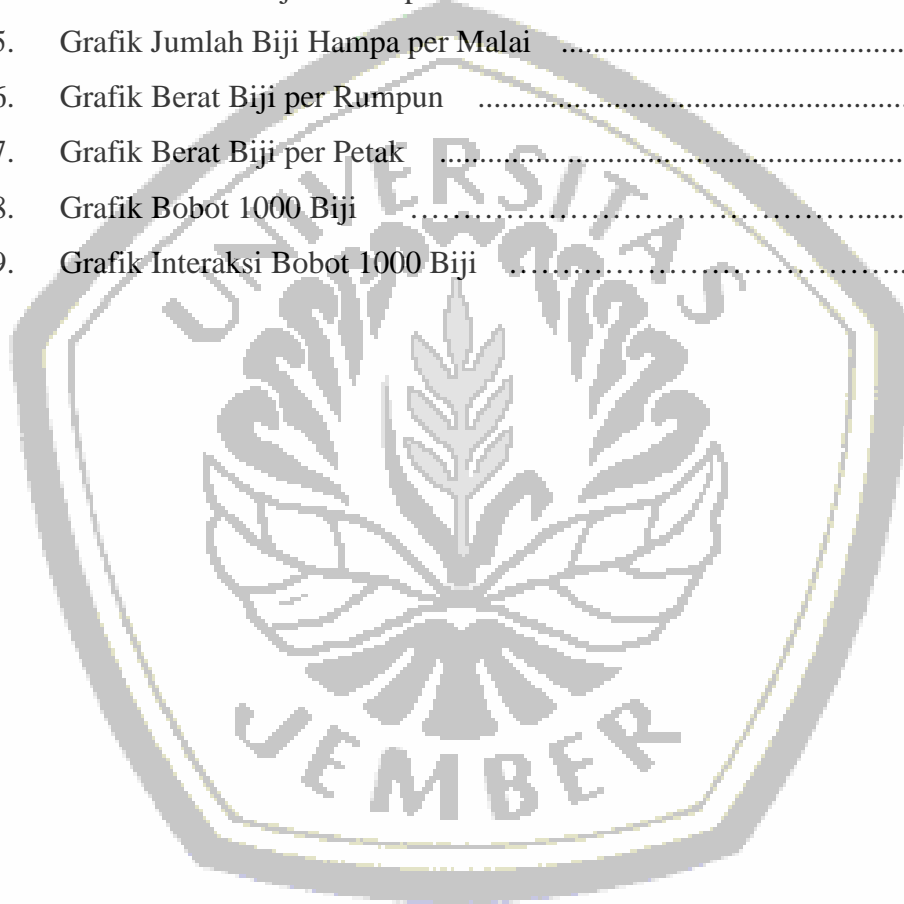 5. Grafik Jumlah Biji Hampa per Malai ............................................
6. Grafik Berat Biji per Rumpun ....................................................
7. Grafik Berat Biji per Petak ........................................................
8. Grafik Bobot 1000 Biji ……………………………………….......
9. Grafik Interaksi Bobot 1000 Biji …………………………………..
UNIVERSITAS
JEMBER